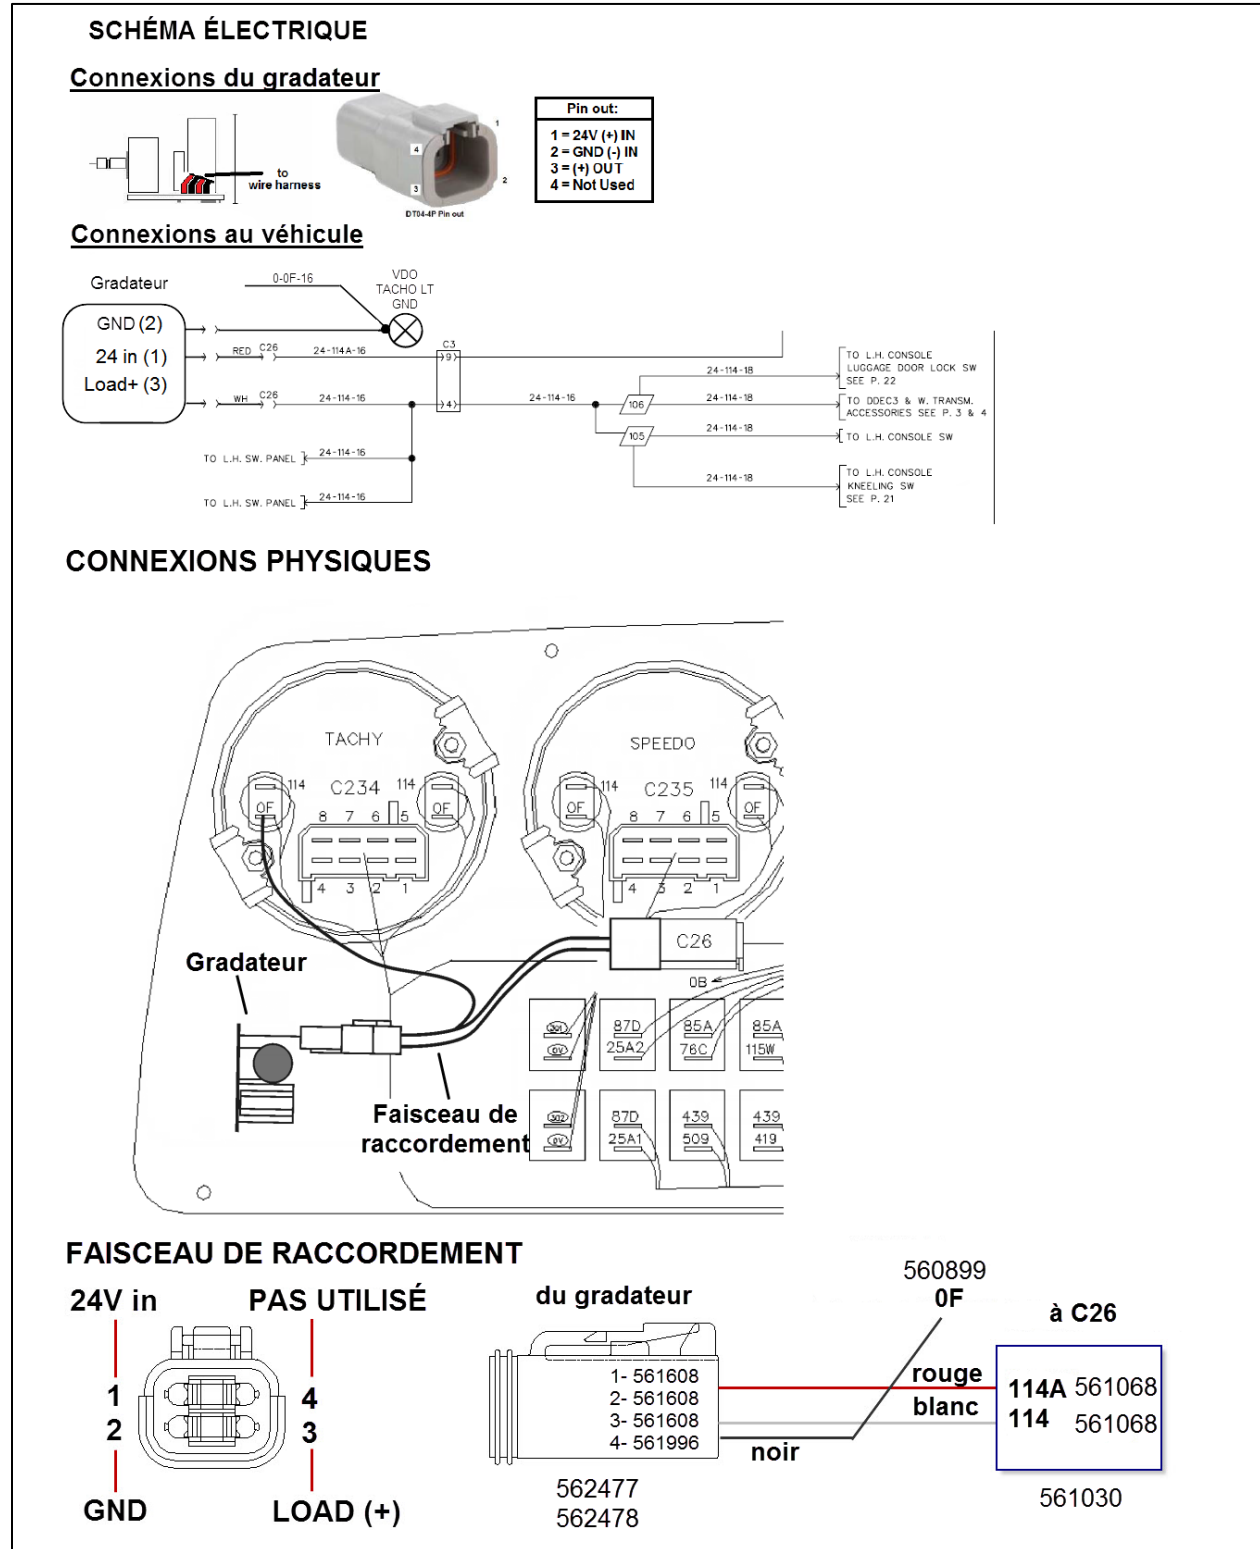 SCHÉMA ÉLECTRIQUE
Connexions du gradateur
to
wire harness
4
1
3
2
DT04-4P Pin out
Pin out:
1 = 24V (+) IN
2 = GND (-) IN
3 = (+) OUT
4 = Not Used
Connexions au véhicule
Gradateur
0-0F-16
VDO
TACHO LT
GND
GND (2)
24 in (1)
Load+ (3)
RED C26 24-114A-16
C3
9
WH C26 24-114-16
4
24-114-16
106
105
24-114-18
24-114-18
24-114-18
24-114-18
TO L.H. CONSOLE
LUGGAGE DOOR LOCK SW
SEE P. 22
TO DDEC3 & W. TRANSM.
ACCESSORIES SEE P. 3 & 4
TO L.H. CONSOLE SW
TO L.H. CONSOLE
KNEELING SW
SEE P. 21
TO L.H. SW. PANEL 24-114-16
TO L.H. SW. PANEL 24-114-16
CONNEXIONS PHYSIQUES
TACHY
114 C234 114
OF OF
8 7 6 5
4 3 2 1
SPEEDO
114 C235 114
OF OF
8 7 6 5
4 3 2 1
C26
0B
Gradateur
Faisceau de
raccordement
301 87D 85A 85A
0V 25A2 76C 115W
302 87D 439 439
0V 25A1 509 419
FAISCEAU DE RACCORDEMENT
24V in
PAS UTILISÉ
1
2
4
3
GND
LOAD (+)
du gradateur
1- 561608
2- 561608
3- 561608
4- 561996
562477
562478
560899
0F
rouge
blanc
noir
à C26
114A 561068
114 561068
561030